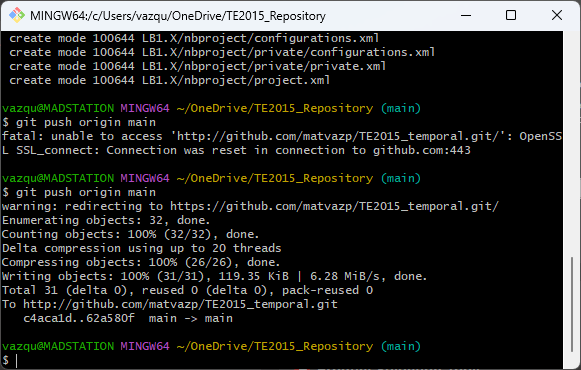 MINGW64:/c/Users/vazqu/OneDrive/TE2015_Repository
create mode 100644 LB1.X/nbproject/configurations.xml
create mode 100644 LB1.X/nbproject/private/configurations.xml
create mode 100644 LB1.X/nbproject/private/private.xml
create mode 100644 LB1.X/nbproject/project.xml
vazqu@MADSTATION MINGW64 ~/OneDrive/TE2015_Repository (main)
$ git push origin main
fatal: unable to access 'http://github.com/matvazp/TE2015_temporal.git/': OpenSS
L SSL_connect: Connection was reset in connection to github.com:443
vazqu@MADSTATION MINGW64 ~/OneDrive/TE2015_Repository (main)
$ git push origin main
warning: redirecting to https://github.com/matvazp/TE2015_temporal.git/
Enumerating objects: 32, done.
Counting objects: 100% (32/32), done.
Delta compression using up to 20 threads
Compressing objects: 100% (26/26), done.
Writing objects: 100% (31/31), 119.35 KiB | 6.28 MiB/s, done.
Total 31 (delta 0), reused 0 (delta 0), pack-reused 0
To http://github.com/matvazp/TE2015_temporal.git
c4aca1d..62a580f  main -> main
vazqu@MADSTATION MINGW64 ~/OneDrive/TE2015_Repository (main)
$